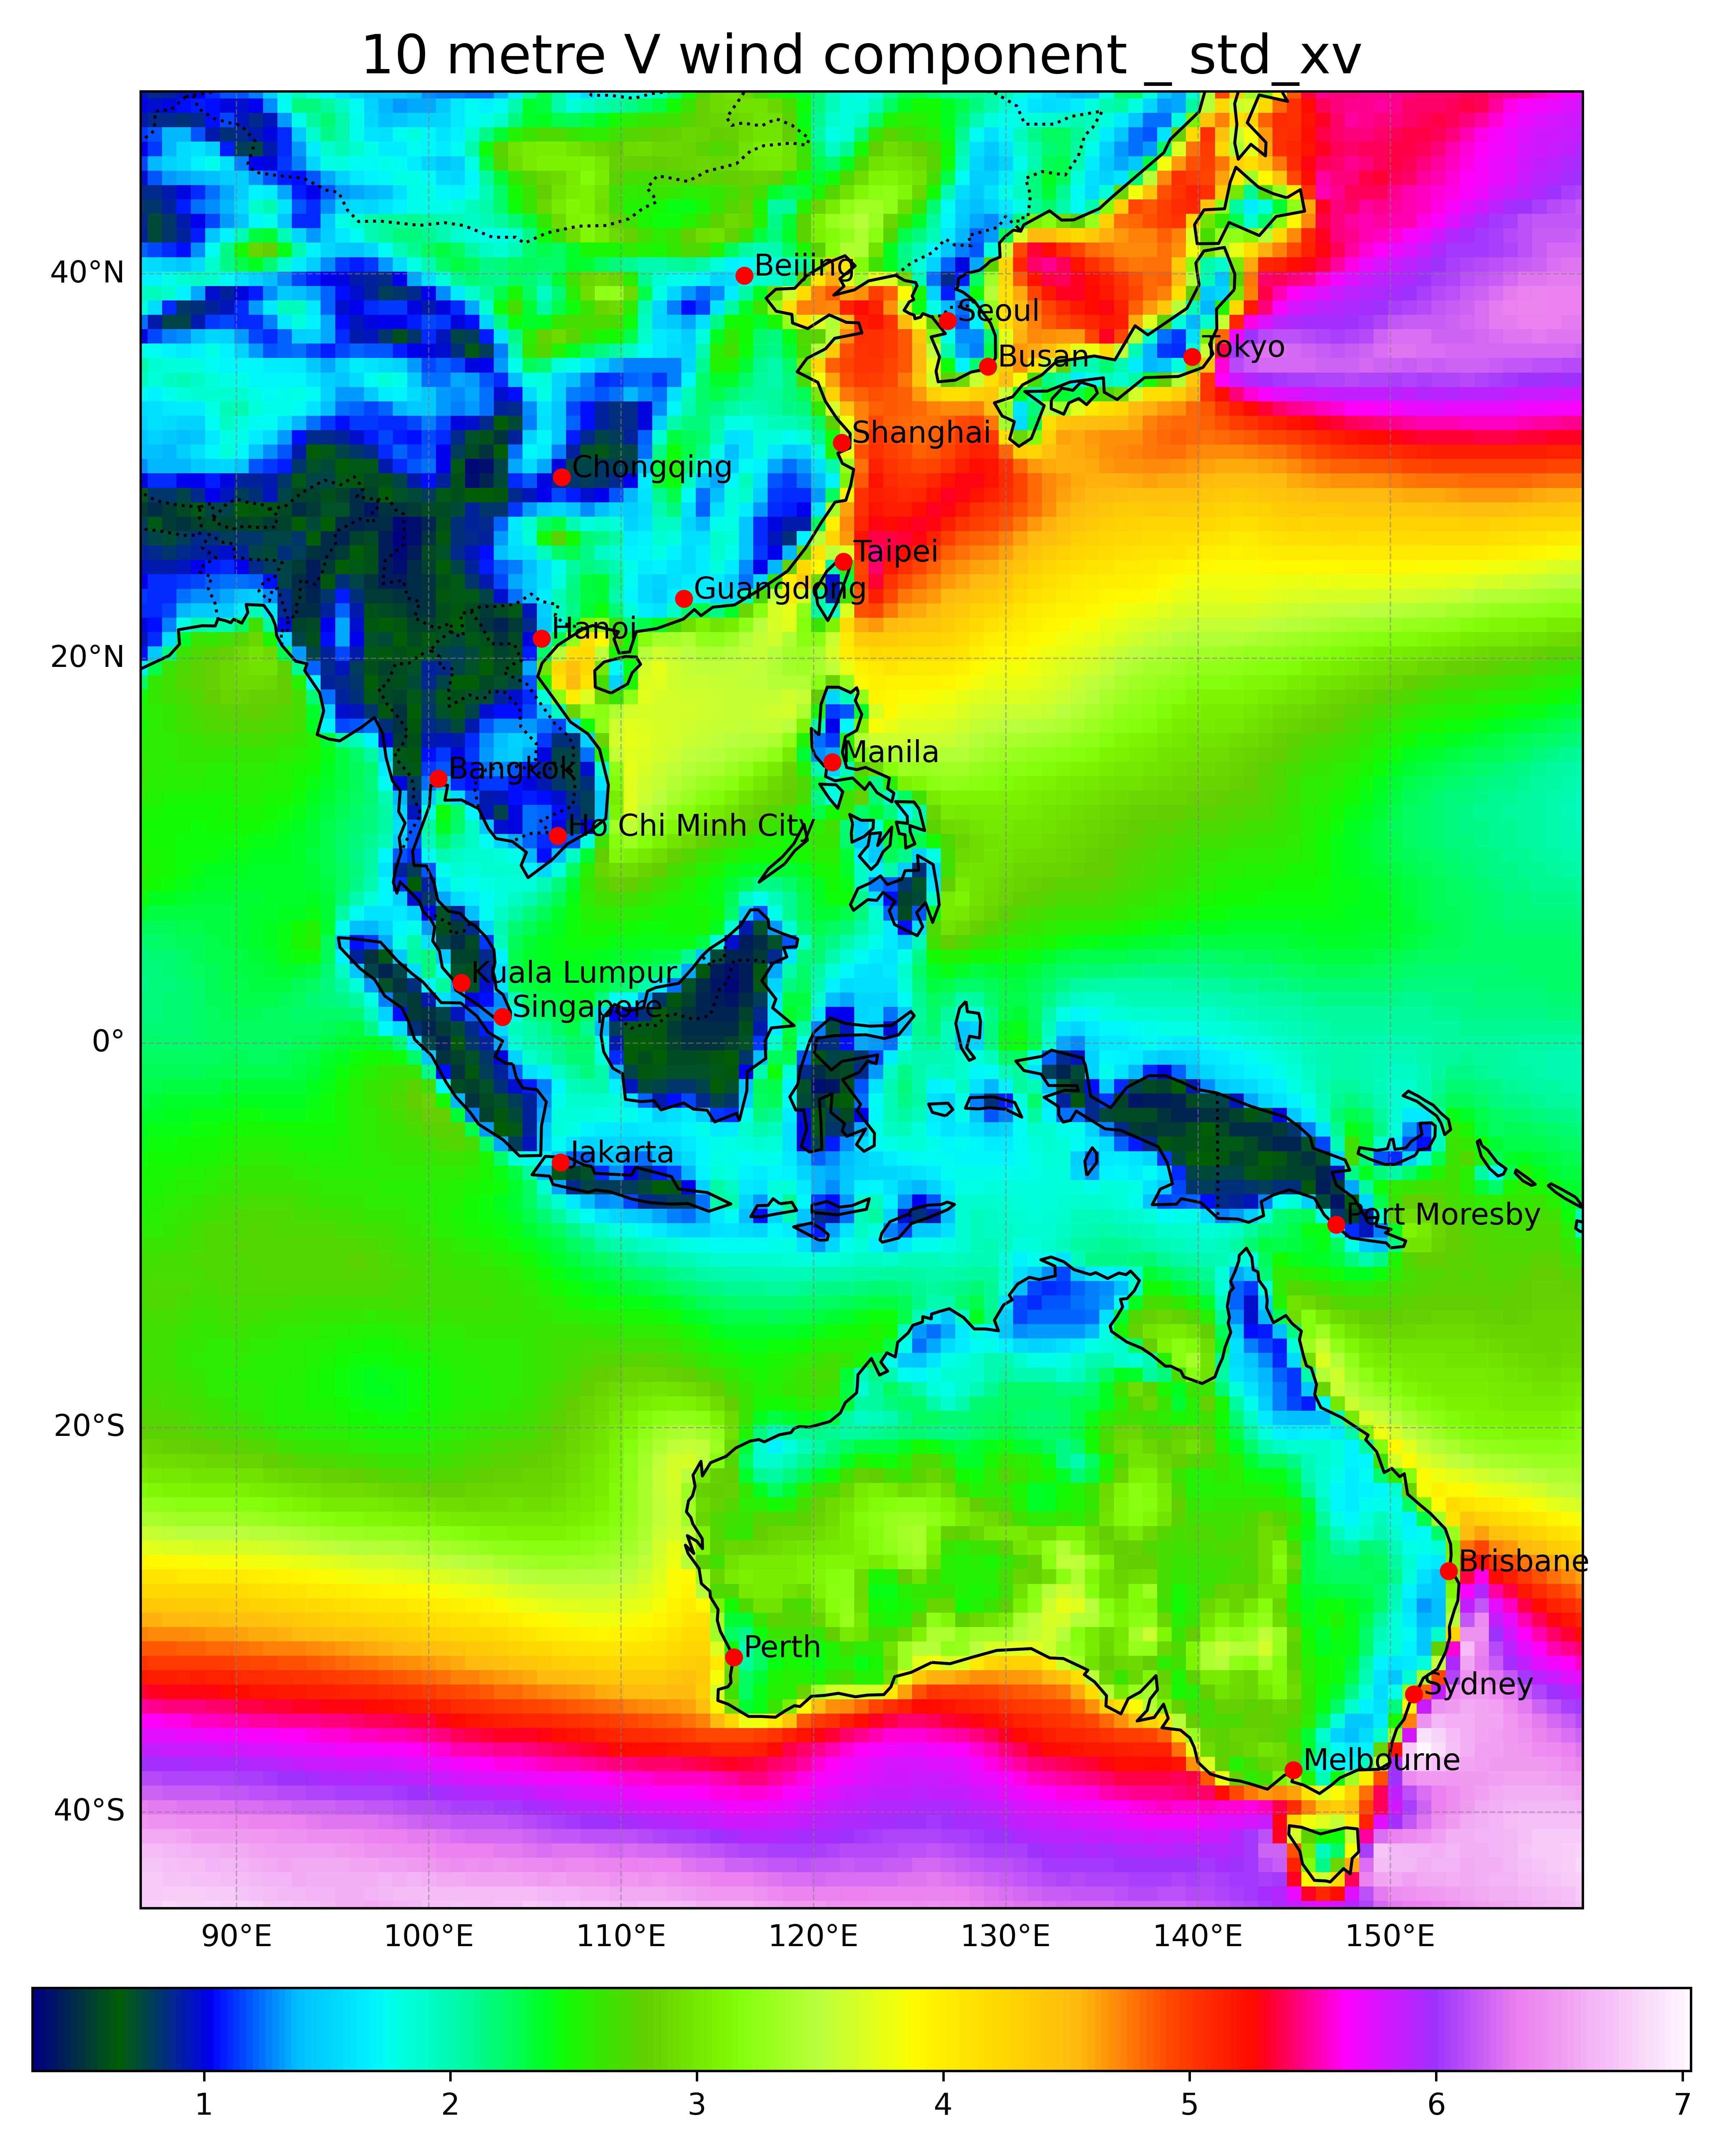 10 metre V wind component _ std_xv
40°N
20°N
0°
20°S
40°S
Beijing
Seoul
Busan
Tokyo
Shanghai
Chongqing
Taipei
Guangdong
Hanoi
Manila
Bangkok
Ho Chi Minh City
Kuala Lumpur
Singapore
Jakarta
Port Moresby
Brisbane
Perth
Sydney
Melbourne
90°E 100°E 110°E 120°E 130°E 140°E 150°E
1 2 3 4 5 6 7